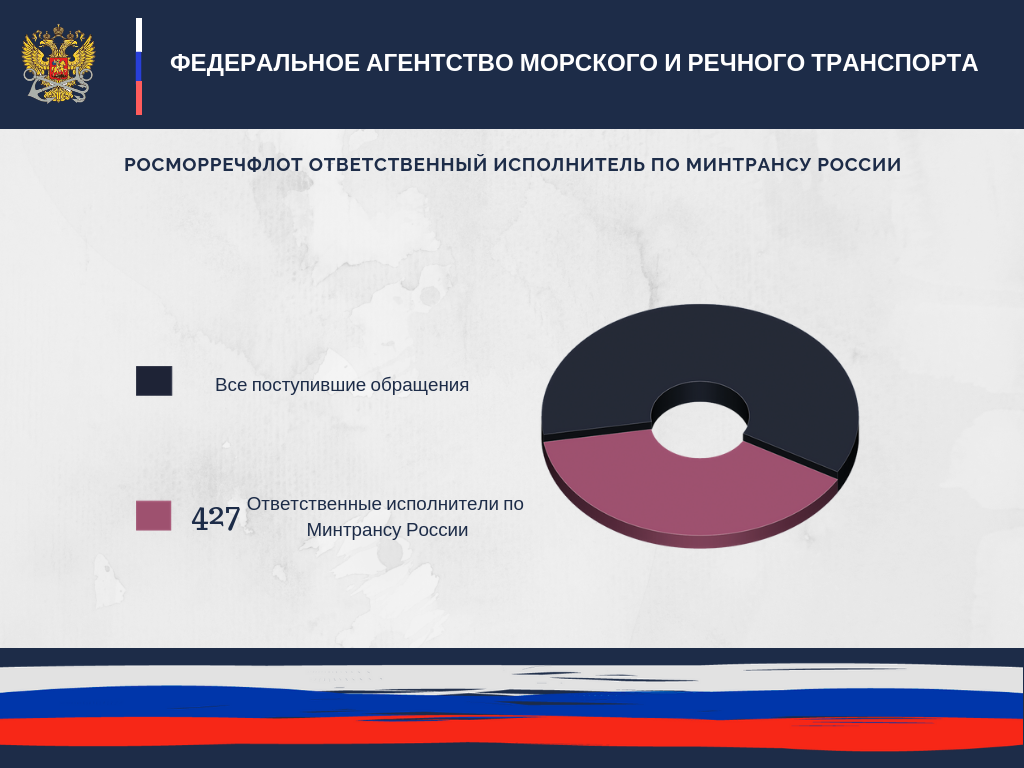 ФЕДЕРАЛЬНОЕ АГЕНТСТВО МОРСКОГО И РЕЧНОГО ТРАНСПОРТА
РОСМОРРЕЧФЛОТ ОТВЕТСТВЕННЫЙ ИСПОЛНИТЕЛЬ ПО МИНТРАНСУ РОССИИ
Все поступившие обращения
427 Ответственные исполнители по
Минтрансу России